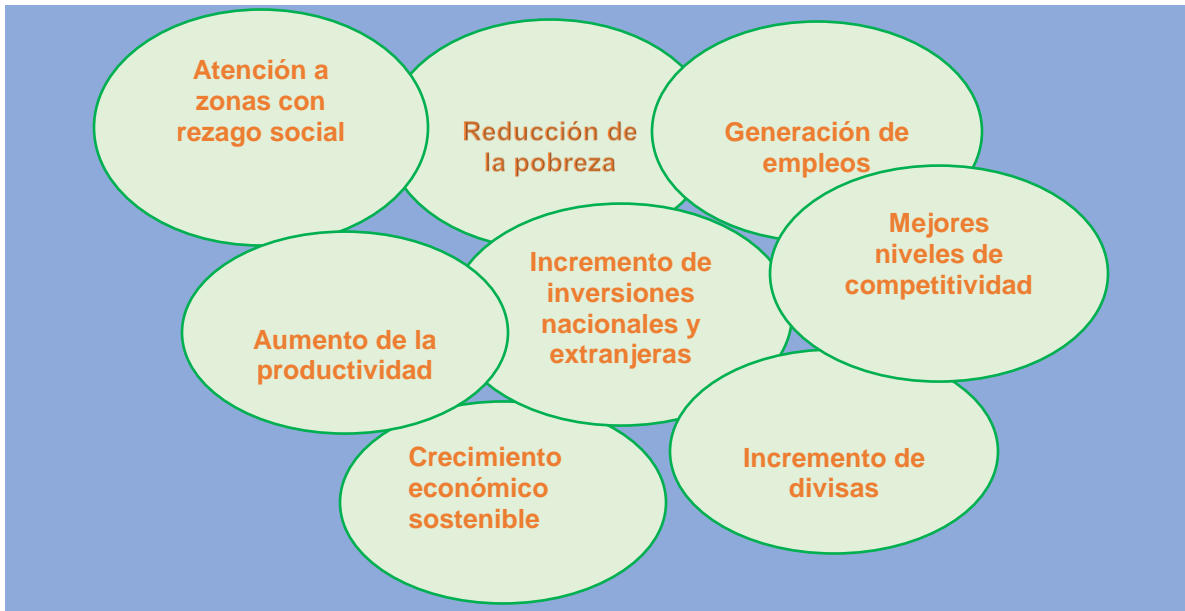 Atención a
zonas con
rezago social
Reducción de
la pobreza
Generación de
empleos
Mejores
niveles de
competitividad
Incremento de
inversiones
nacionales y
extranjeras
Aumento de la
productividad
Crecimiento
económico
sostenible
Incremento de
divisas